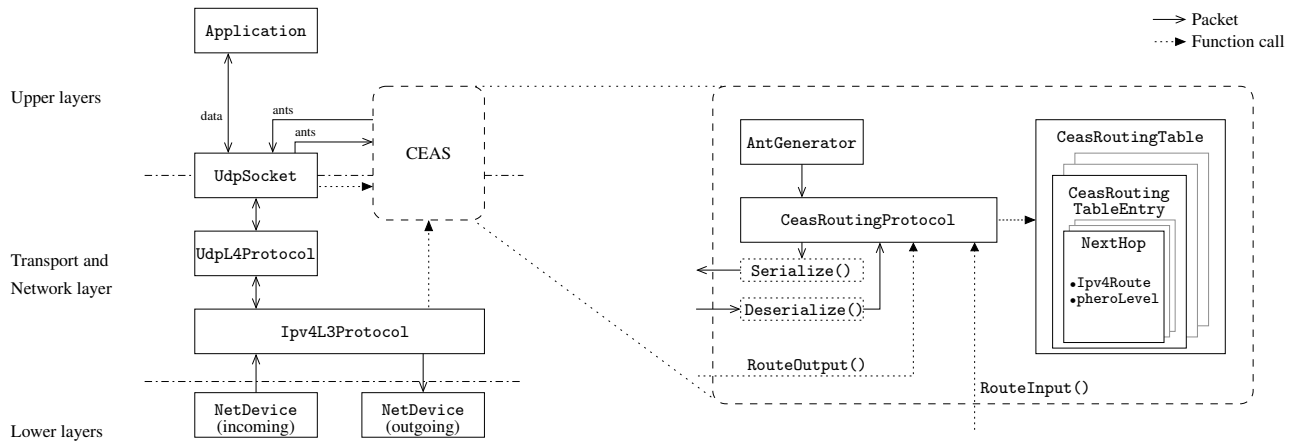 Application
Packet
Function call
Upper layers
data
ants
ants
CEAS
UdpSocket
UdpL4Protocol
Transport and
Network layer
Ipv4L3Protocol
NetDevice
(incoming)
NetDevice
(outgoing)
Lower layers
AntGenerator
CeasRoutingProtocol
Serialize()
Deserialize()
RouteOutput()
RouteInput()
CeasRoutingTable
CeasRouting
TableEntry
NextHop
•Ipv4Route
•pheroLevel